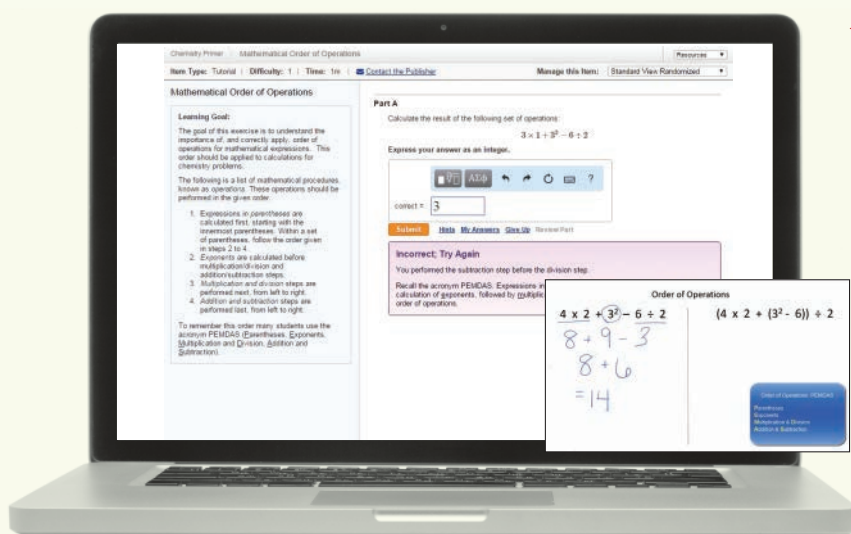 Chemistry Primer Mathematical Order of Operations
Resources
Item Type: Tutorial | Difficulty: 1 | Time: 1m | Contact the Publisher
Manage this Item: Standard View Randomized
Mathematical Order of Operations
Learning Goal:
The goal of this exercise is to understand the
importance of, and correctly apply, order of
operations for mathematical expressions. This
order should be applied to calculations for
chemistry problems.
The following is a list of mathematical procedures,
known as operations. These operations should be
performed in the given order.
1. Expressions in parentheses are
calculated first, starting with the
innermost parentheses. Within a set
of parentheses, follow the order given
in steps 2 to 4.
2. Exponents are calculated before
multiplication/division and
addition/subtraction steps.
3. Multiplication and division steps are
performed next, from left to right.
4. Addition and subtraction steps are
performed last, from left to right.
To remember this order many students use the
acronym PEMDAS (Parentheses, Exponents,
Multiplication and Division, Addition and
Subtraction).
Part A
Calculate the result of the following set of operations:
3 × 1 + 3² − 6 ÷ 2
Express your answer as an integer.
ΑΣΦ ?
correct = 3
Submit Hints My Answers Give Up Review Part
Incorrect; Try Again
You performed the subtraction step before the division step.
Recall the acronym PEMDAS. Expressions in
calculation of exponents, followed by multiplic
order of operations.
Order of Operations
4 x 2 + 3² − 6 ÷ 2
8 + 9 − 3
8 + 6
= 14
(4 x 2 + (3² - 6)) ÷ 2
Order of Operations: PEMDAS
Parentheses
Exponents
Multiplication & Division
Addition & Subtraction